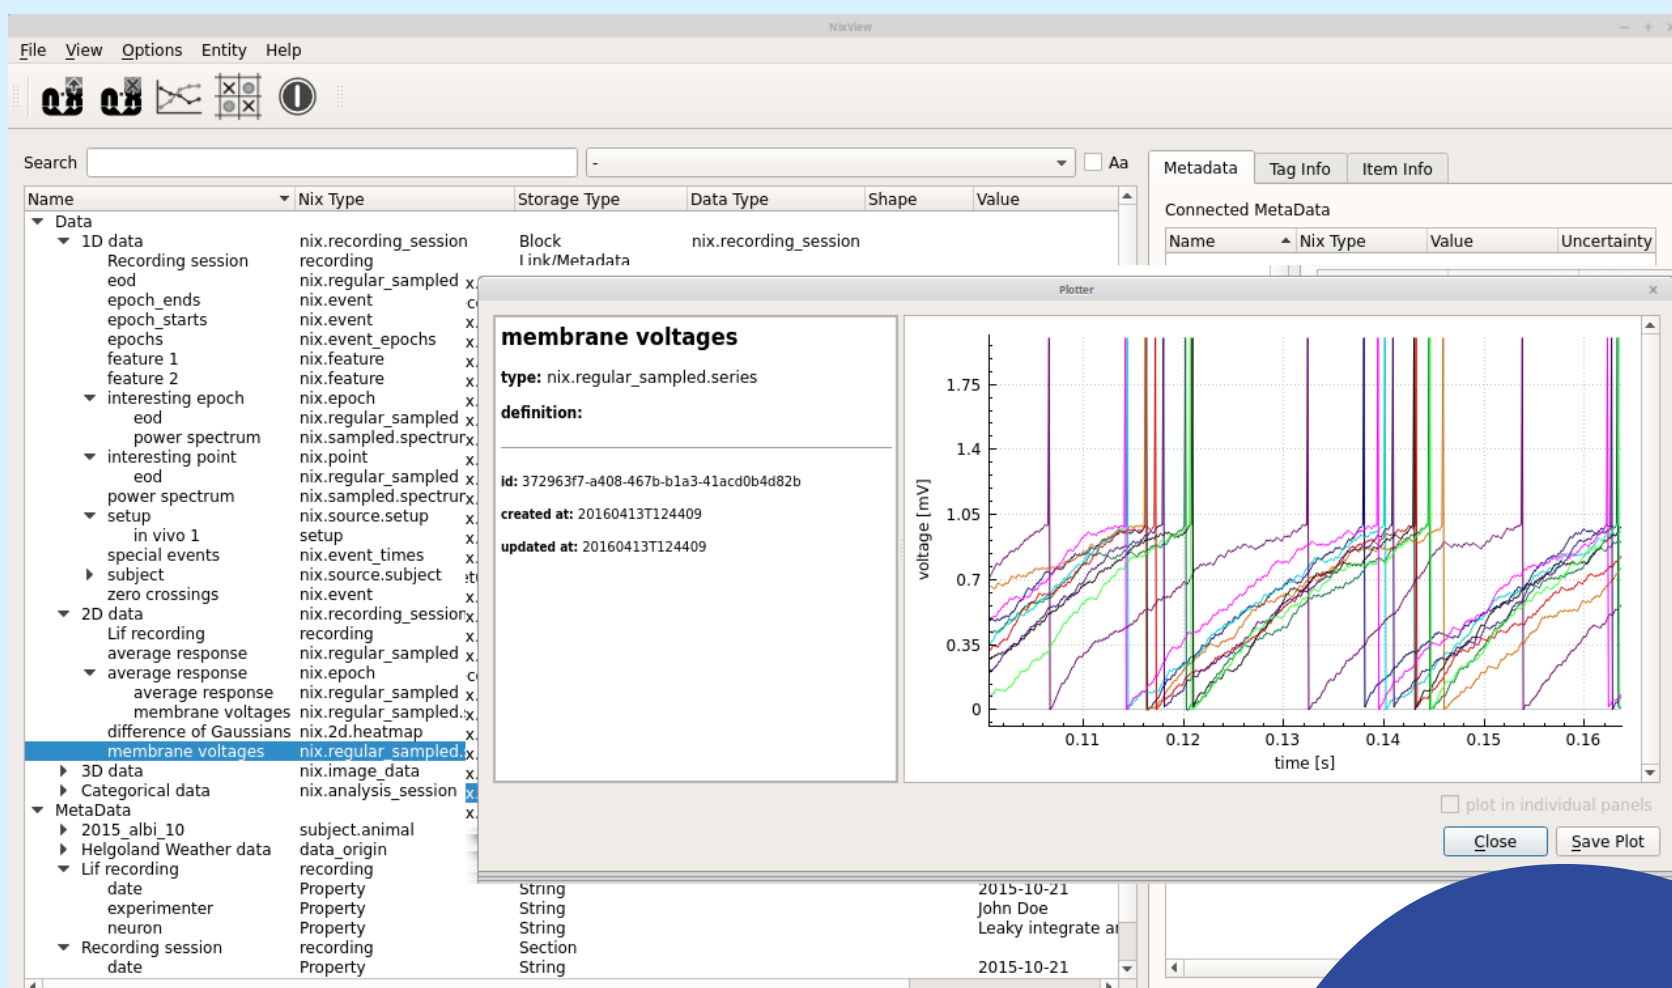 NixView
File View Options Entity Help
Search - Aa
Metadata Tag Info Item Info
Connected MetaData
Name Nix Type Value Uncertainty
Name Nix Type Storage Type Data Type Shape Value
Data
1D data nix.recording_session Block nix.recording_session
Recording session recording Link/Metadata
eod nix.regular_sampled
epoch_ends nix.event
epoch_starts nix.event
epochs nix.event_epochs
feature 1 nix.feature
feature 2 nix.feature
interesting epoch nix.epoch
eod nix.regular_sampled
power spectrum nix.sampled.spectrum
interesting point nix.point
eod nix.regular_sampled
power spectrum nix.sampled.spectrum
setup nix.source.setup
in vivo 1 setup
special events nix.event_times
subject nix.source.subject
zero crossings nix.event
2D data nix.recording_session
Lif recording recording
average response nix.regular_sampled
average response nix.epoch
average response nix.regular_sampled
membrane voltages nix.regular_sampled.
difference of Gaussians nix.2d.heatmap
membrane voltages nix.regular_sampled.
3D data nix.image_data
Categorical data nix.analysis_session
MetaData
2015_albi_10 subject.animal
Helgoland Weather data data_origin
Lif recording recording
date Property String 2015-10-21
experimenter Property String John Doe
neuron Property String Leaky integrate
Recording session recording Section
date Property String 2015-10-21
Plotter
membrane voltages
type: nix.regular_sampled.series
definition:
id: 372963f7-a408-467b-b1a3-41acd0b4d82b
created at: 20160413T124409
updated at: 20160413T124409
voltage [mV]
1.75
1.4
1.05
0.7
0.35
0
0.11 0.12 0.13 0.14 0.15 0.16
time [s]
plot in individual panels
Close Save Plot